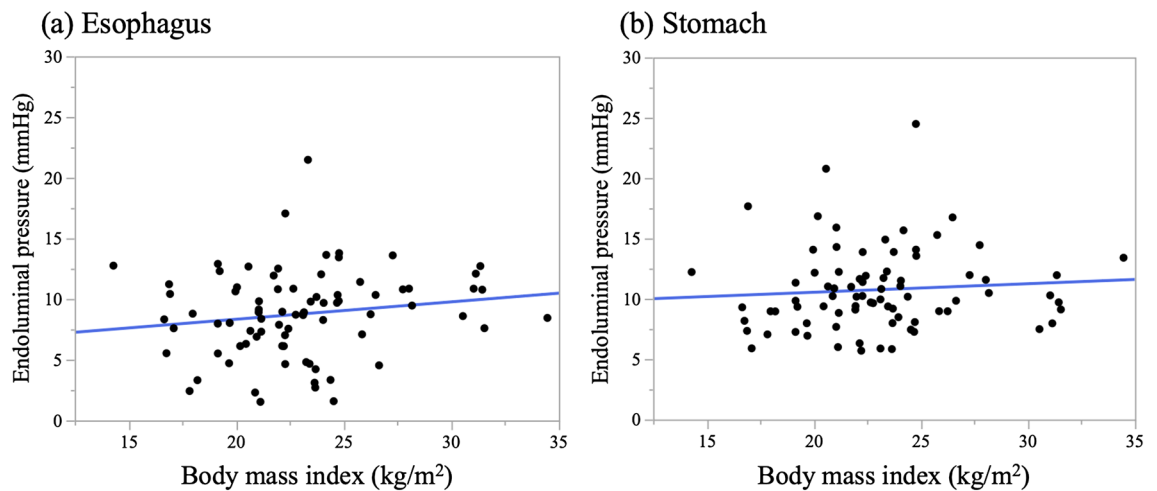 (a) Esophagus
30
25
20
15
10
5
0
Endoluminal pressure (mmHg)
15 20 25 30 35
Body mass index (kg/m²)
(b) Stomach
30
25
20
15
10
5
0
Endoluminal pressure (mmHg)
15 20 25 30 35
Body mass index (kg/m²)